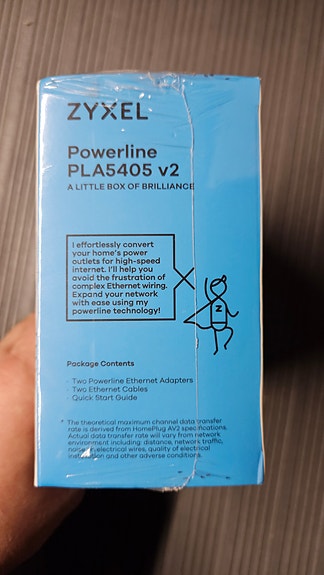 ZYXEL
Powerline
PLA5405 v2
A LITTLE BOX OF BRILLIANCE
I effortlessly convert
your home's power
outlets for high-speed
internet. I'll help you
avoid the frustration of
complex Ethernet wiring.
Expand your network
with ease using my
powerline technology!
Z
Package Contents
· Two Powerline Ethernet Adapters
· Two Ethernet Cables
· Quick Start Guide
* The theoretical maximum channel data transfer
rate is derived from HomePlug AV2 specifications.
Actual data transfer rate will vary from network
environment including: distance, network traffic,
noise on electrical wires, quality of electrical
installation and other adverse conditions.